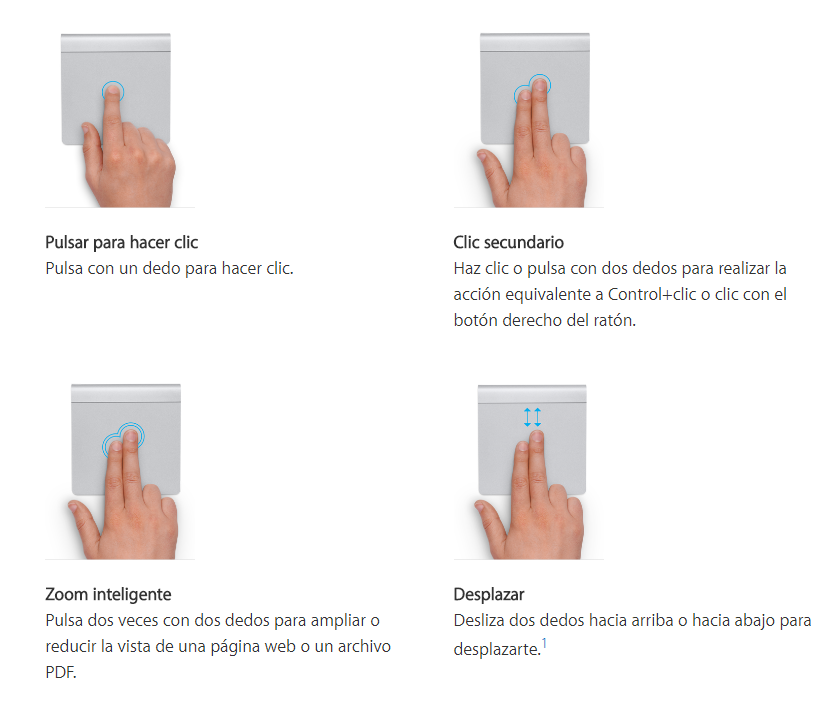 Pulsar para hacer clic
Pulsa con un dedo para hacer clic.
Clic secundario
Haz clic o pulsa con dos dedos para realizar la
acción equivalente a Control+clic o clic con el
botón derecho del ratón.
Zoom inteligente
Pulsa dos veces con dos dedos para ampliar o
reducir la vista de una página web o un archivo
PDF.
Desplazar
Desliza dos dedos hacia arriba o hacia abajo para
desplazarte.1